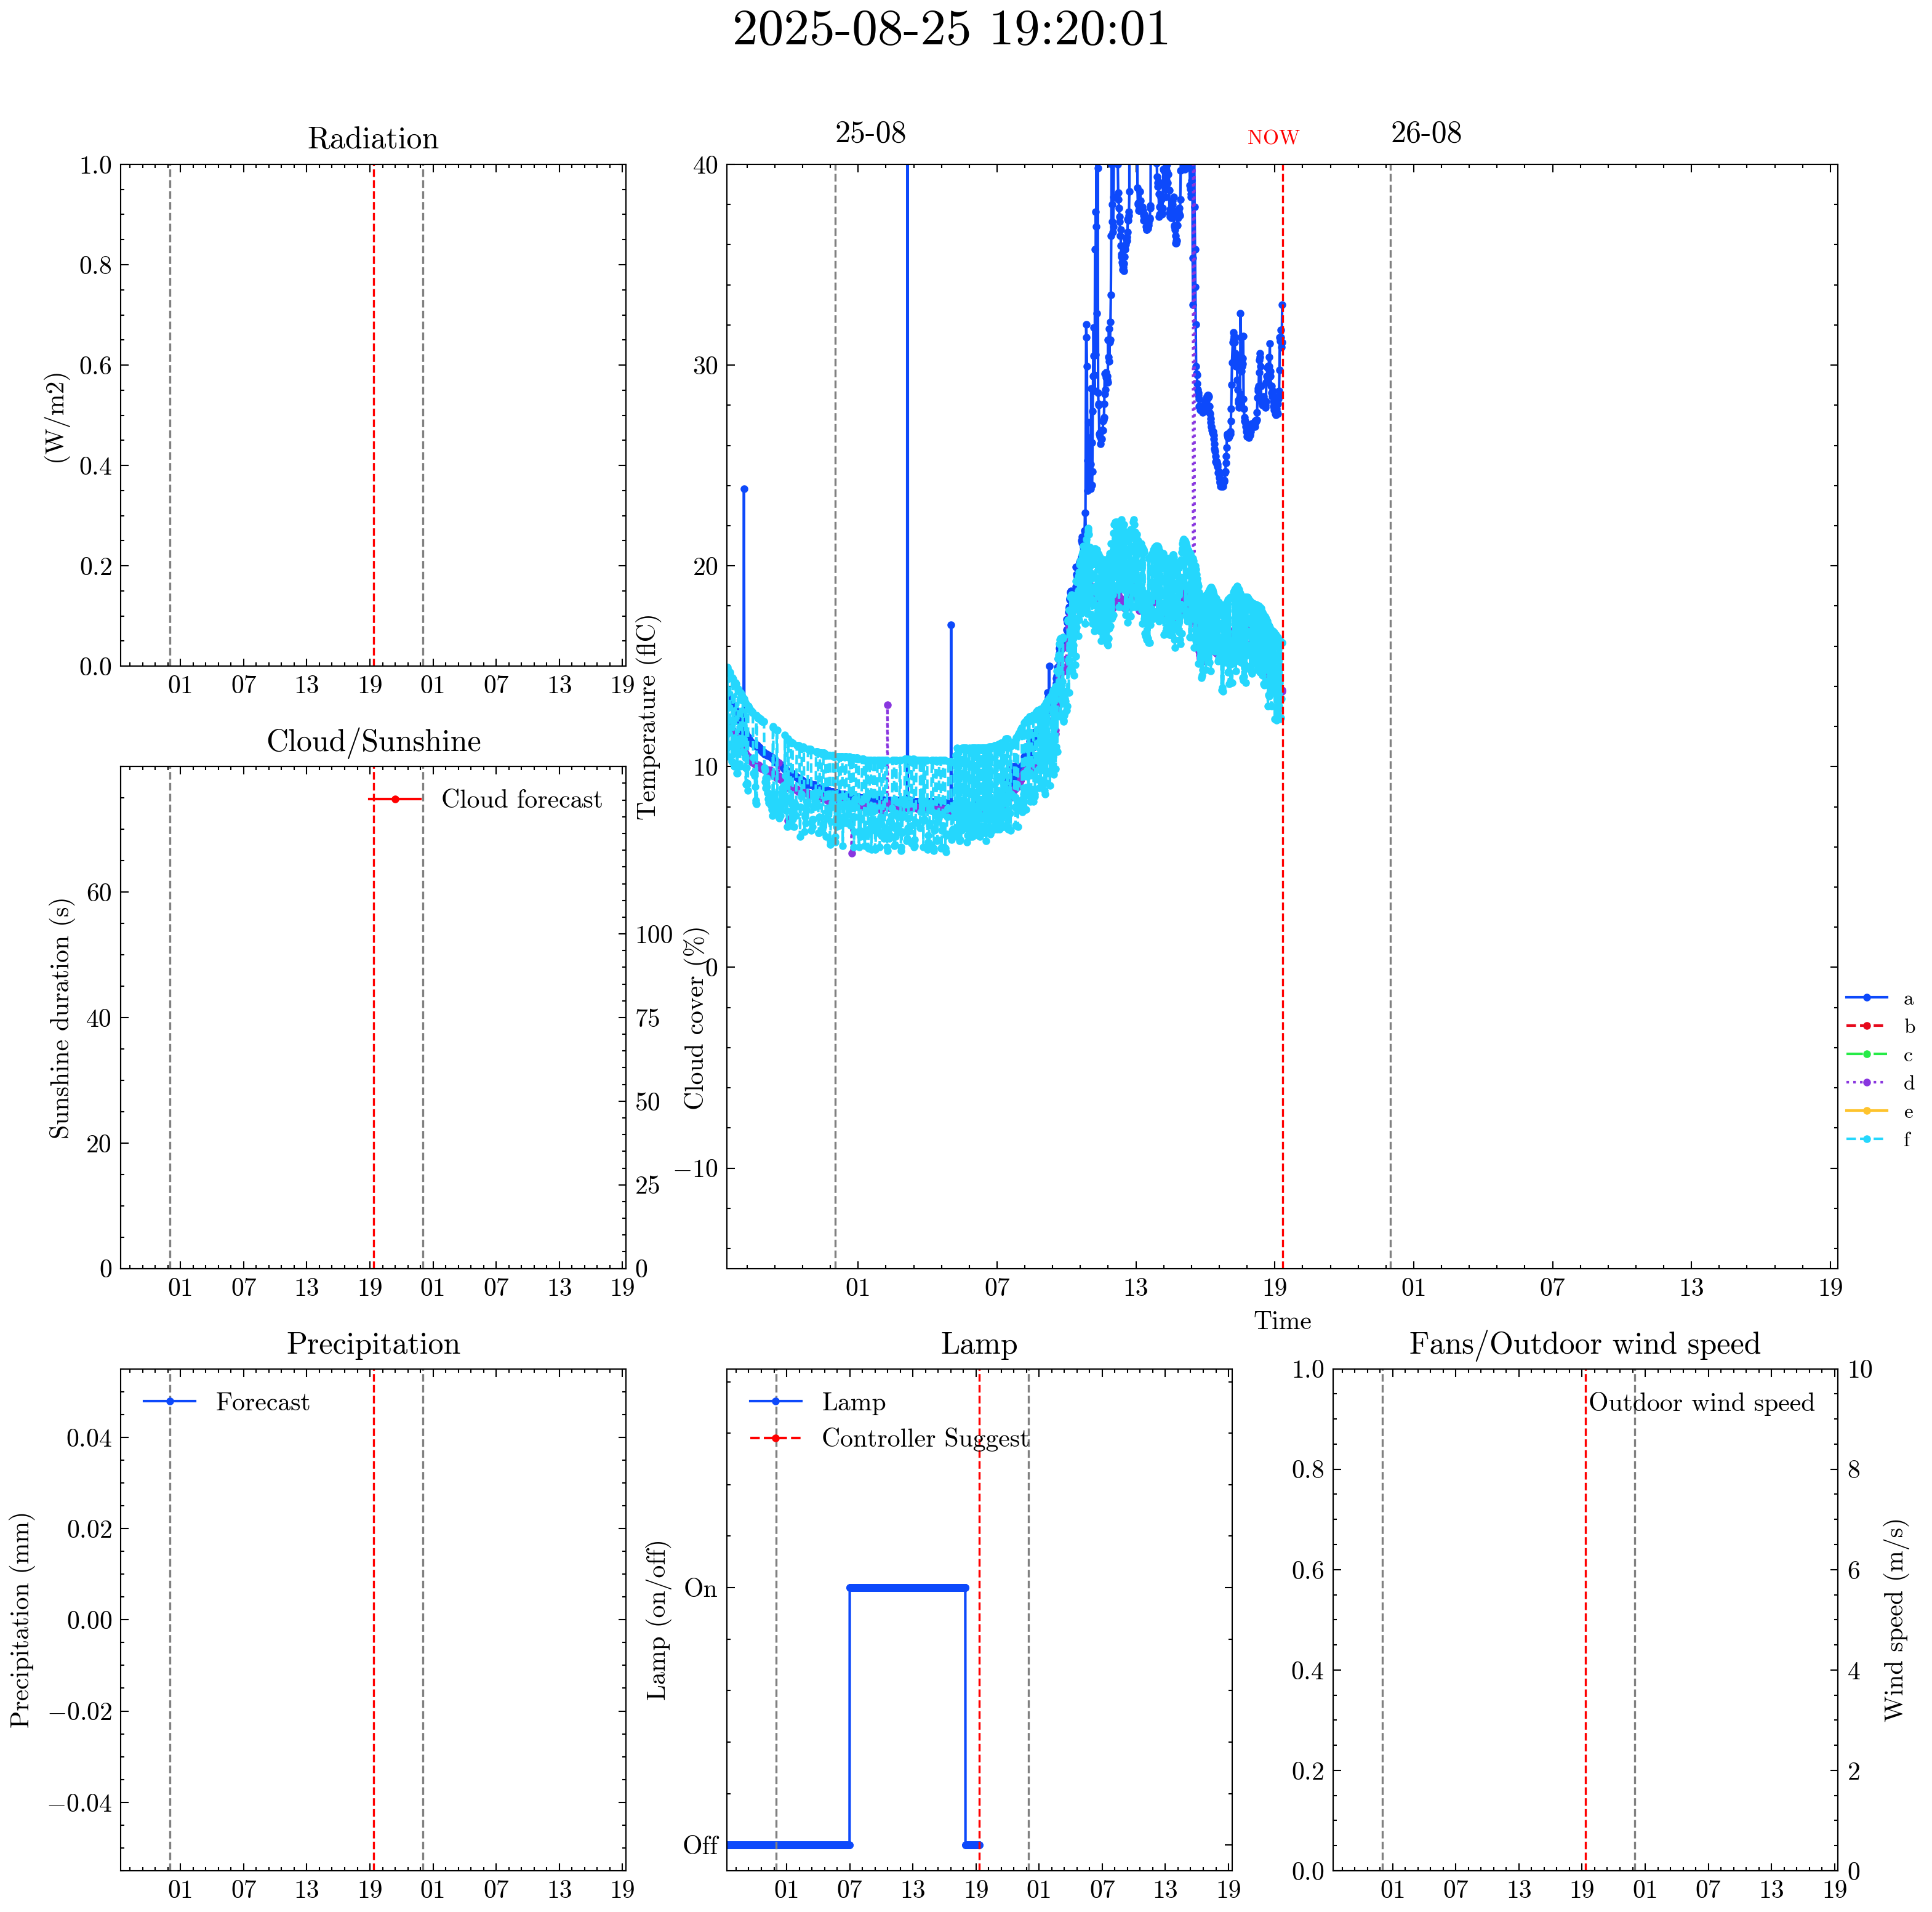 2025-08-25 19:20:01
Radiation
1.0
0.8
0.6
0.4
0.2
0.0
(W/m2)
01 07 13 19 01 07 13 19
Cloud/Sunshine
Cloud forecast
60
40
20
0
Sunshine duration (s)
100
75
50
25
0
Cloud cover (%)
01 07 13 19 01 07 13 19
25-08
NOW
26-08
40
30
20
10
0
−10
Temperature (flC)
01 07 13 19 01 07 13 19
Time
a
b
c
d
e
f
Precipitation
Forecast
0.04
0.02
0.00
−0.02
−0.04
Precipitation (mm)
01 07 13 19 01 07 13 19
Lamp
Lamp
Controller Suggest
On
Off
Lamp (on/off)
01 07 13 19 01 07 13 19
Fans/Outdoor wind speed
Outdoor wind speed
1.0
0.8
0.6
0.4
0.2
0.0
10
8
6
4
2
0
Wind speed (m/s)
01 07 13 19 01 07 13 19